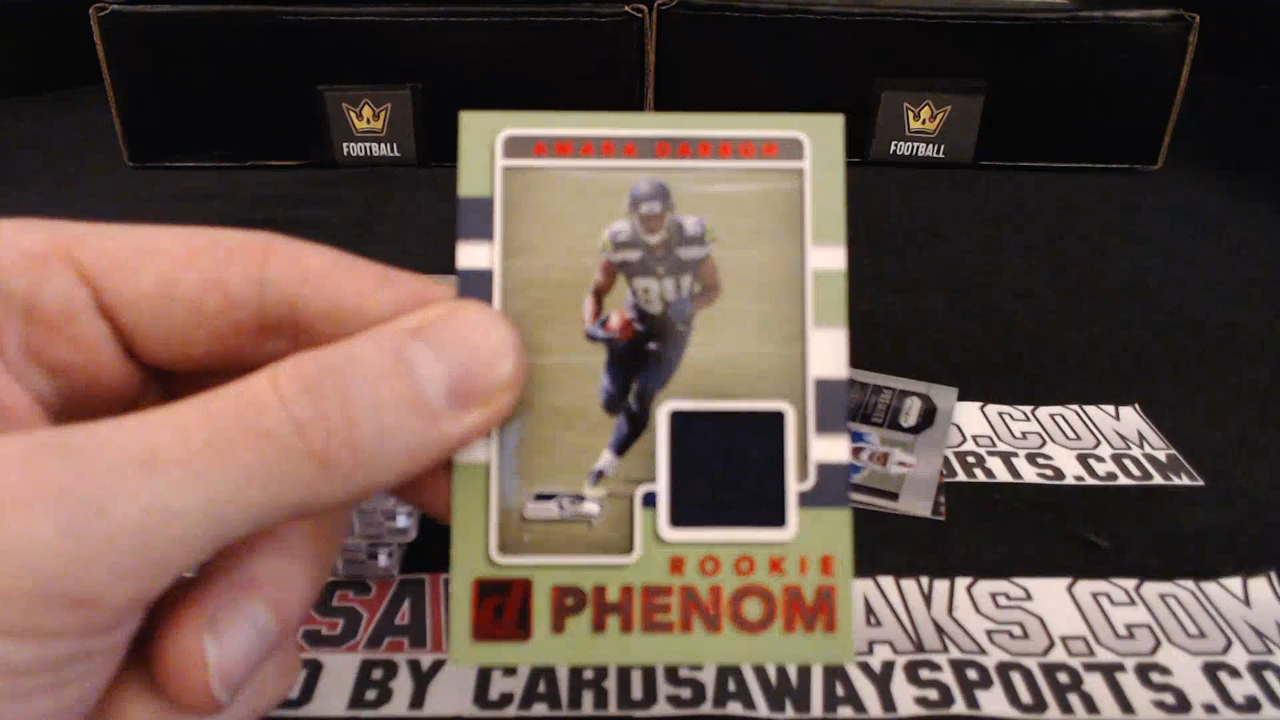 FOOTBALL
FOOTBALL
AMARA DARBOH
ROOKIE
d PHENOM
S.COM
RTS.COM
SA AKS.COM
D BY CARDSAWAYSPORTS.CO